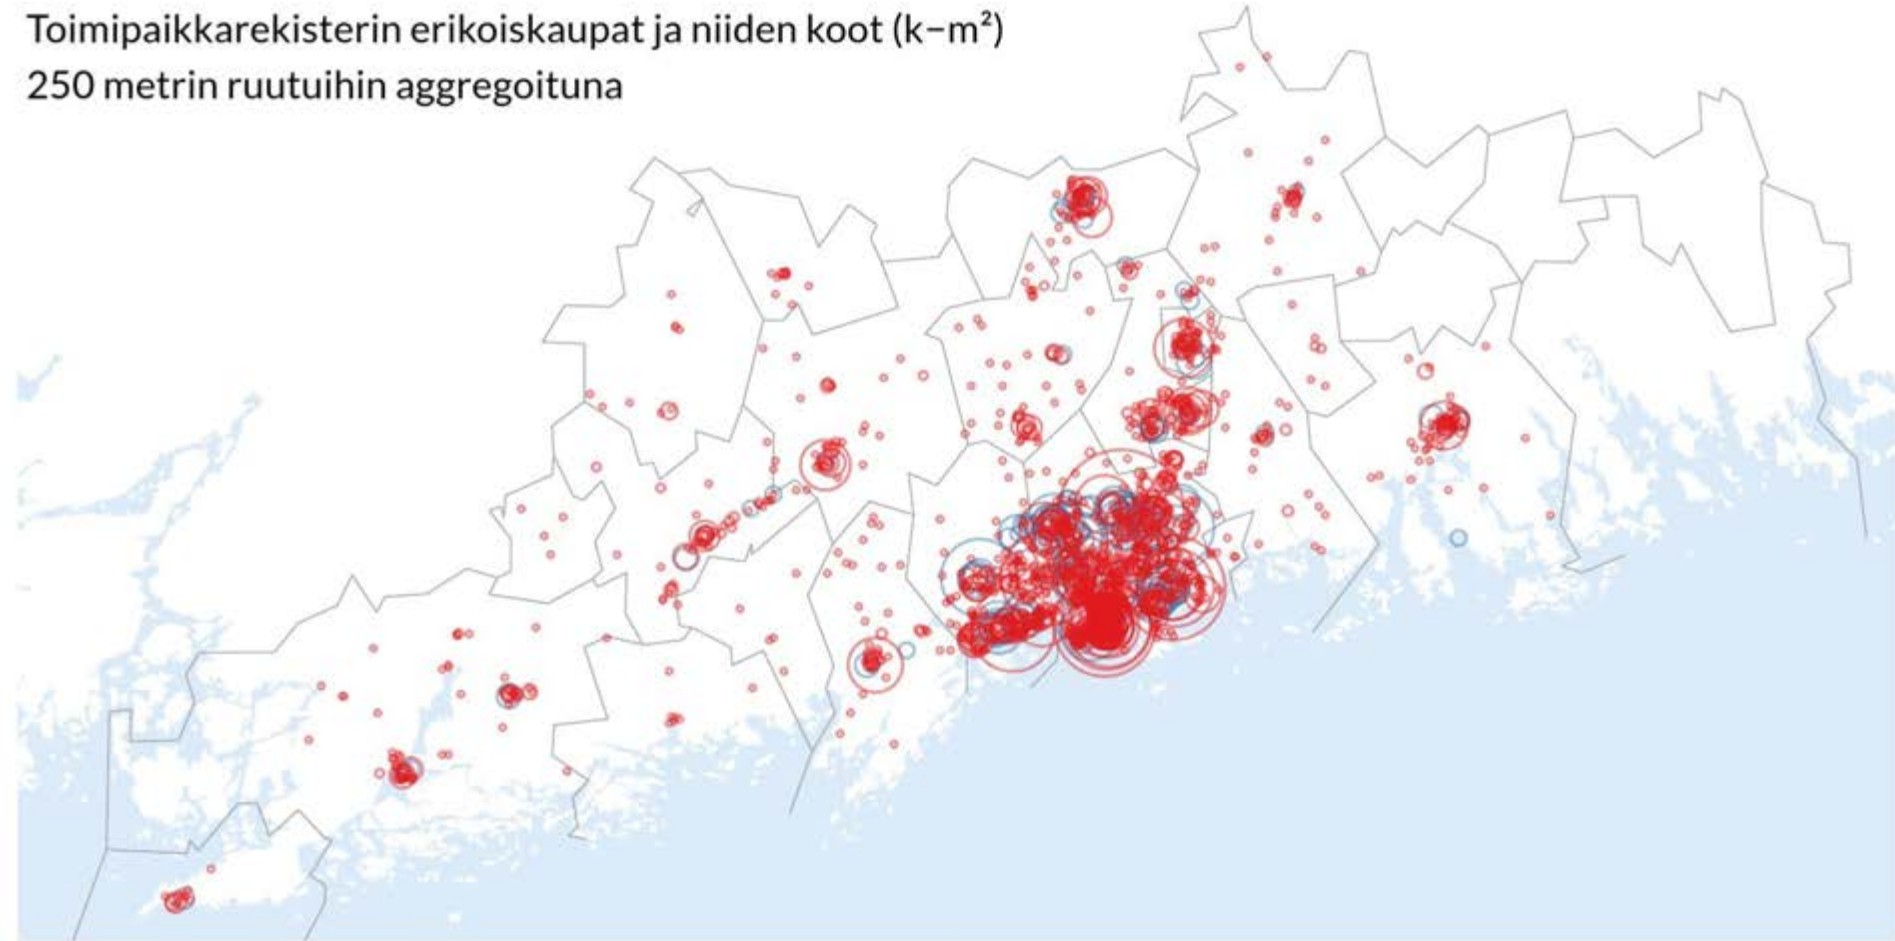 Toimipaikkarekisterin erikoiskaupat ja niiden koot (k−m²)
250 metrin ruutuihin aggregoituna